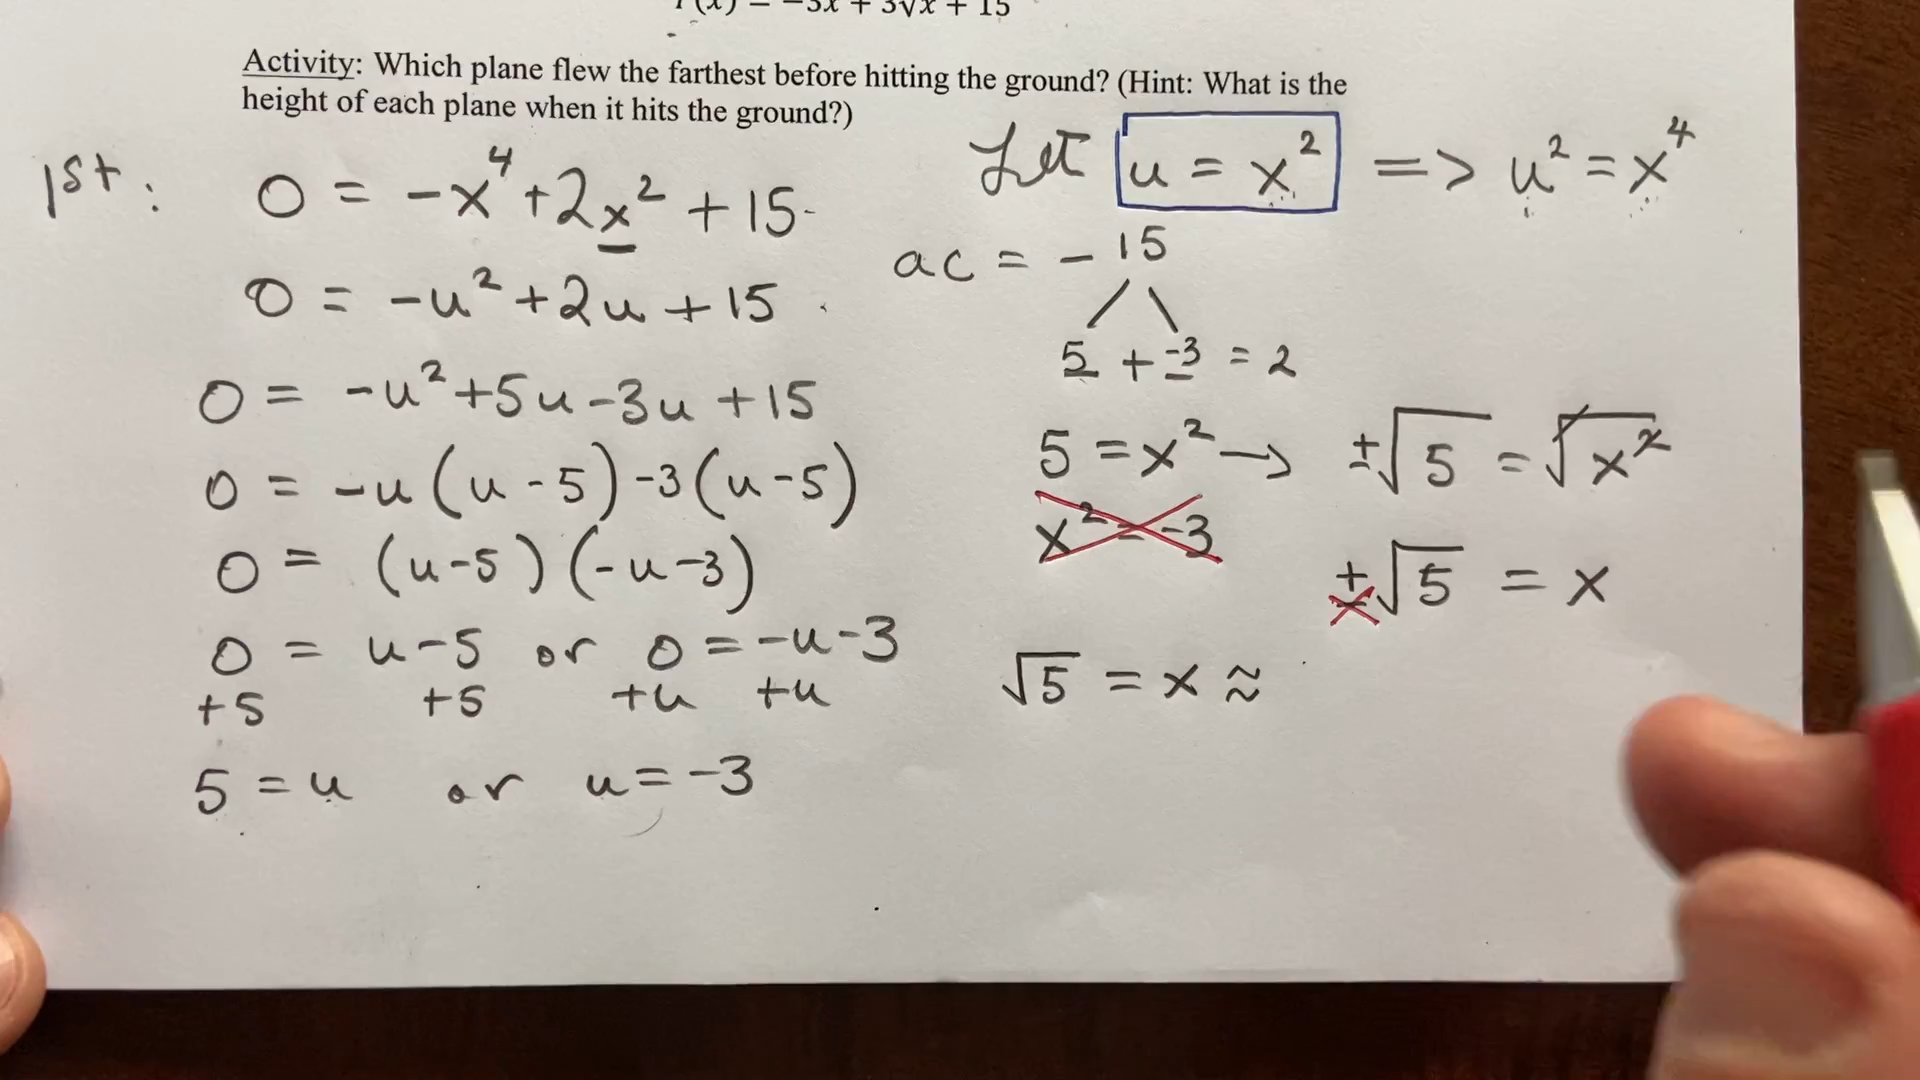 (x) = −3x + 3√x + 15
Activity: Which plane flew the farthest before hitting the ground? (Hint: What is the
height of each plane when it hits the ground?)
1st: 0 = -x⁴ + 2x² + 15
Let u = x² => u² = x⁴
0 = -u² + 2u + 15
0 = -u² + 5u - 3u + 15
0 = -u(u - 5) - 3(u - 5)
0 = (u - 5)(-u - 3)
0 = u - 5 or 0 = -u - 3
+5 +5 +u +u
5 = u or u = -3
ac = -15
5 + -3 = 2
5 = x² → ±√5 = √x²
x² = -3
±√5 = x
√5 = x ≈